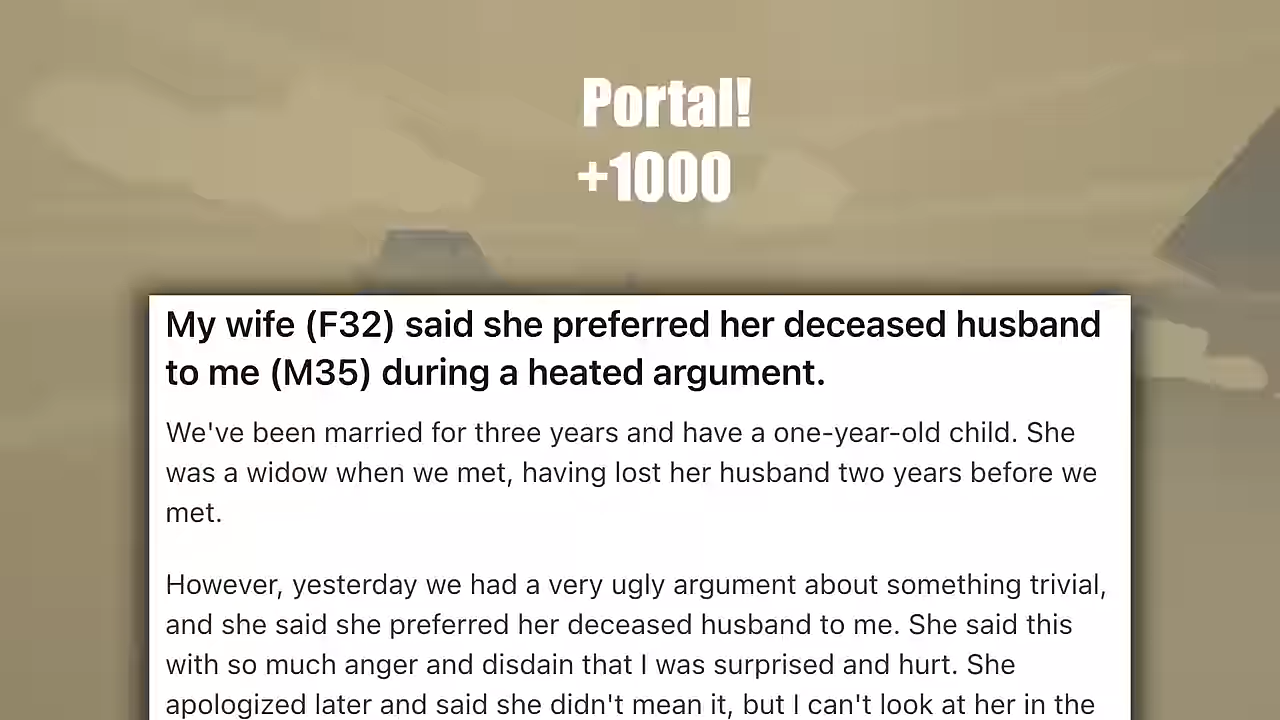 Portal!
+1000
My wife (F32) said she preferred her deceased husband
to me (M35) during a heated argument.
We've been married for three years and have a one-year-old child. She
was a widow when we met, having lost her husband two years before we
met.
However, yesterday we had a very ugly argument about something trivial,
and she said she preferred her deceased husband to me. She said this
with so much anger and disdain that I was surprised and hurt. She
apologized later and said she didn't mean it, but I can't look at her in the